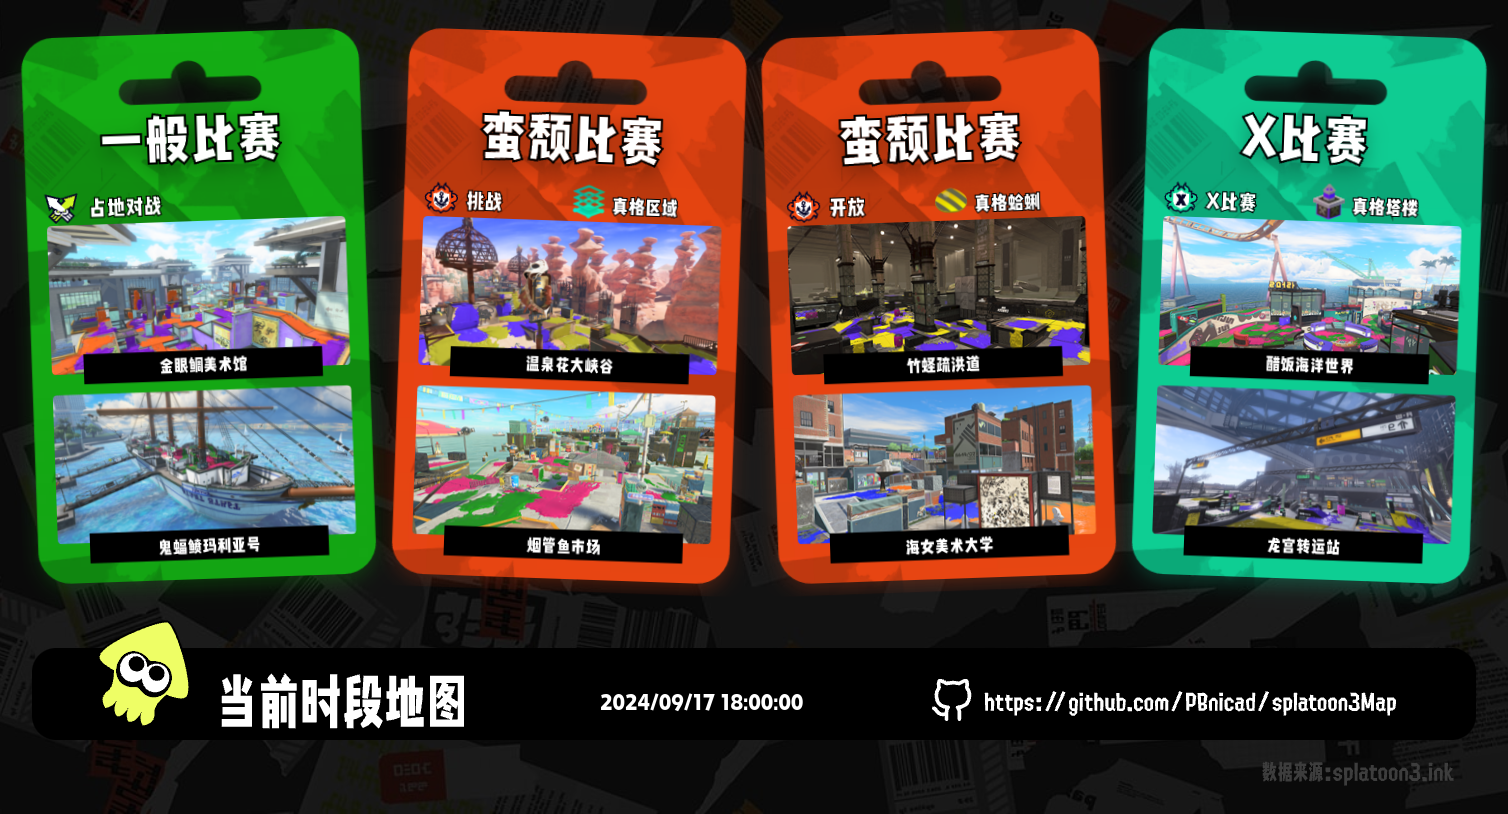 一般比赛
占地对战
金眼鲷美术馆
鬼蝠鲼玛利亚号
蛮颓比赛
挑战
真格区域
温泉花大峡谷
烟管鱼市场
蛮颓比赛
开放
真格蛤蜊
竹蛏疏洪道
海女美术大学
X比赛
X比赛
真格塔楼
醋饭海洋世界
龙宫转运站
当前时段地图
2024/09/17 18:00:00
https://github.com/PBnicad/splatoon3Map
数据来源:splatoon3.ink